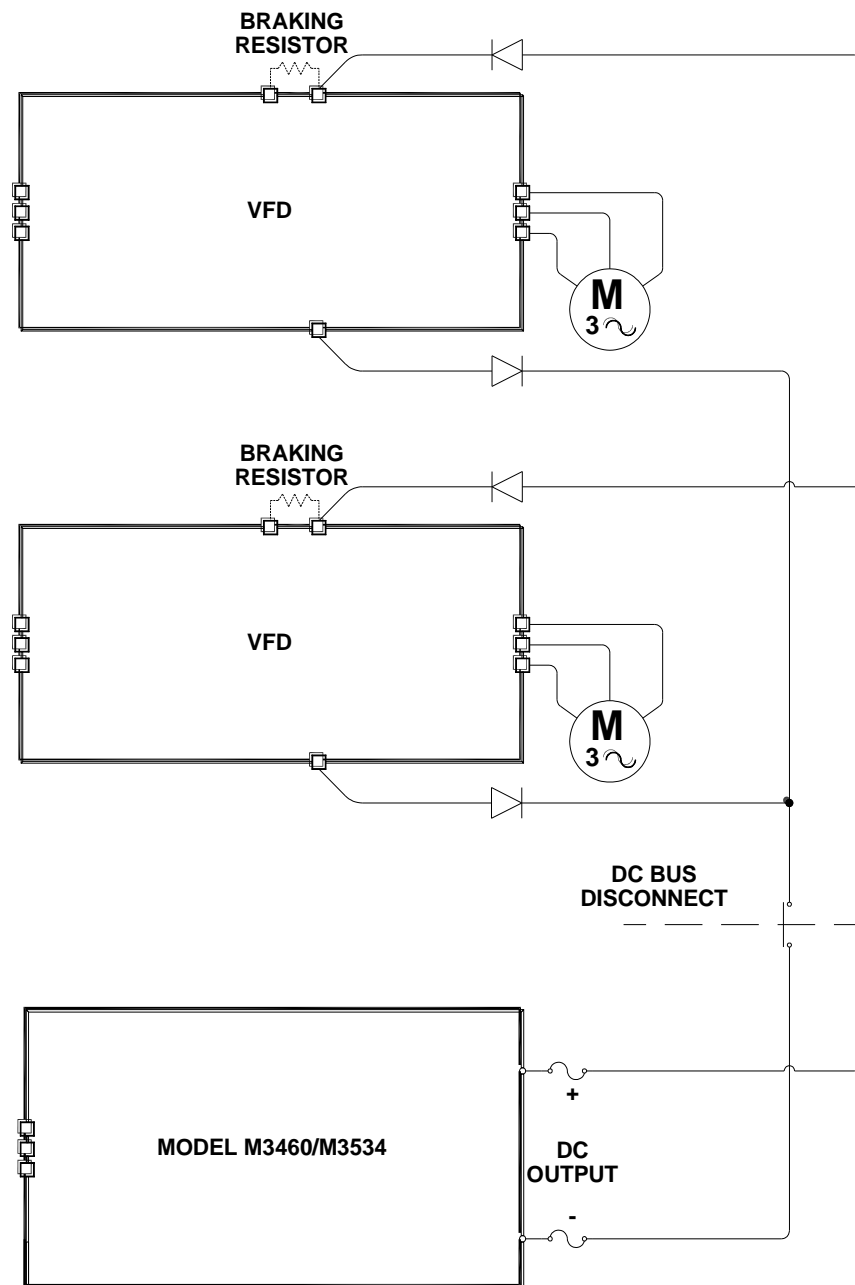 BRAKING
RESISTOR
VFD
M
3
BRAKING
RESISTOR
VFD
M
3
DC BUS
DISCONNECT
+
MODEL M3460/M3534
DC
OUTPUT
-